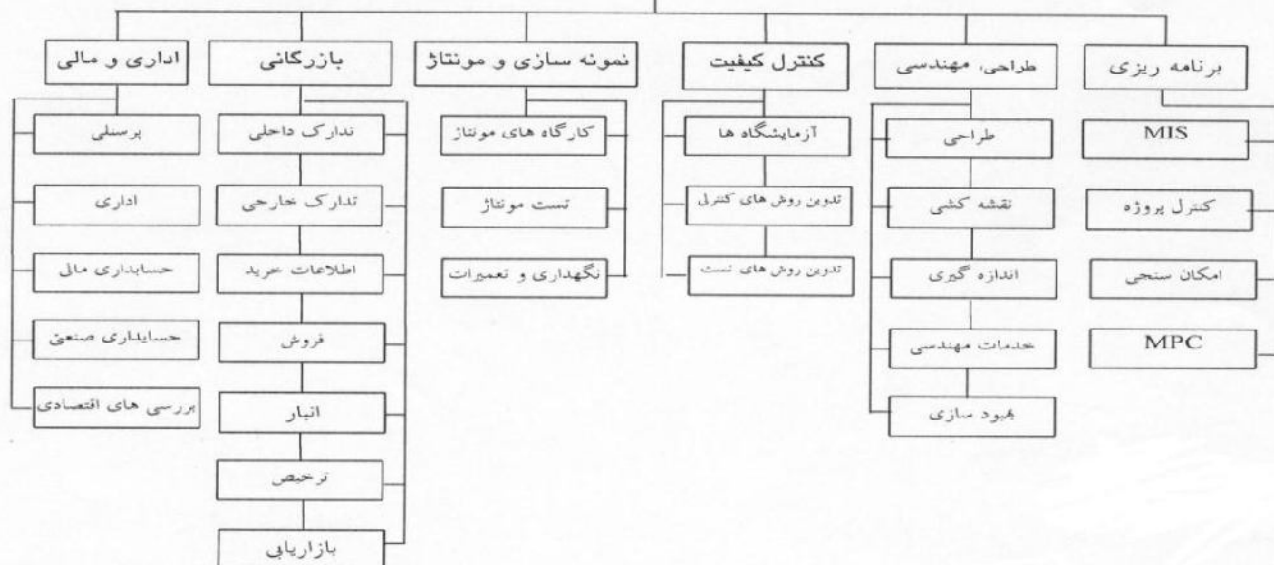 برنامه ریزی
MIS
کنترل پروژه
امکان سنجی
MPC
طراحی، مهندسی
طراحی
نقشه کشی
اندازه گیری
خدمات مهندسی
بهبود سازی
کنترل کیفیت
آزمایشگاه ها
تدوین روش های کنترلی
تدوین روش های تست
نمونه سازی و مونتاژ
کارگاه های مونتاژ
تست مونتاژ
نگهداری و تعمیرات
بازرگانی
تدارک داخلی
تدارک خارجی
اطلاعات خرید
فروش
انبار
ترخیص
بازاریابی
اداری و مالی
پرسنلی
اداری
حسابداری مالی
حسابداری صنعتی
بررسی های اقتصادی